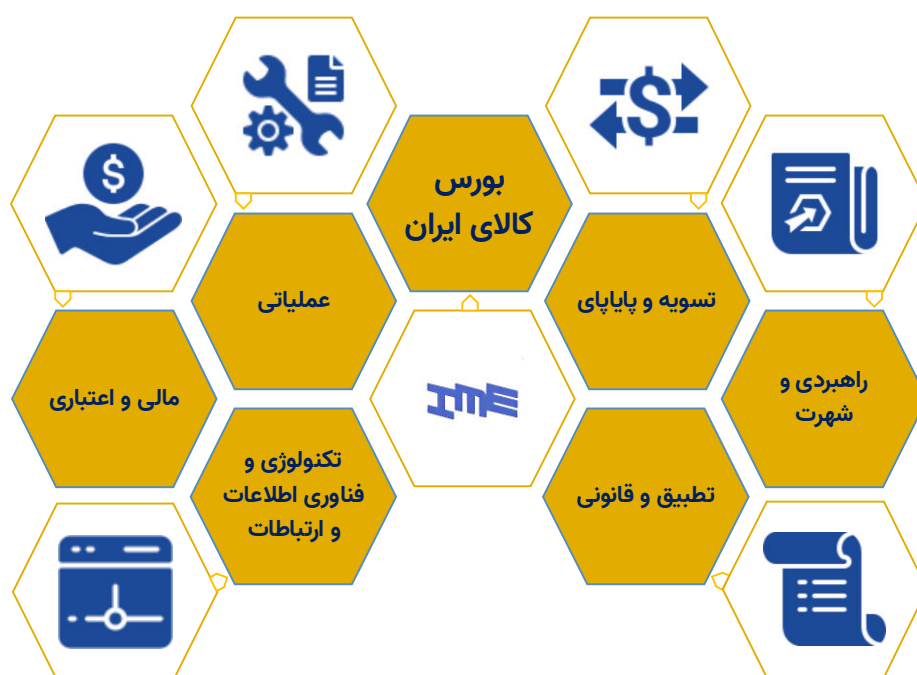 بورس
کالای ایران
تسویه و پایاپای
عملیاتی
راهبردی و
شهرت
IME
مالی و اعتباری
تطبیق و قانونی
تکنولوژی و
فناوری اطلاعات
و ارتباطات